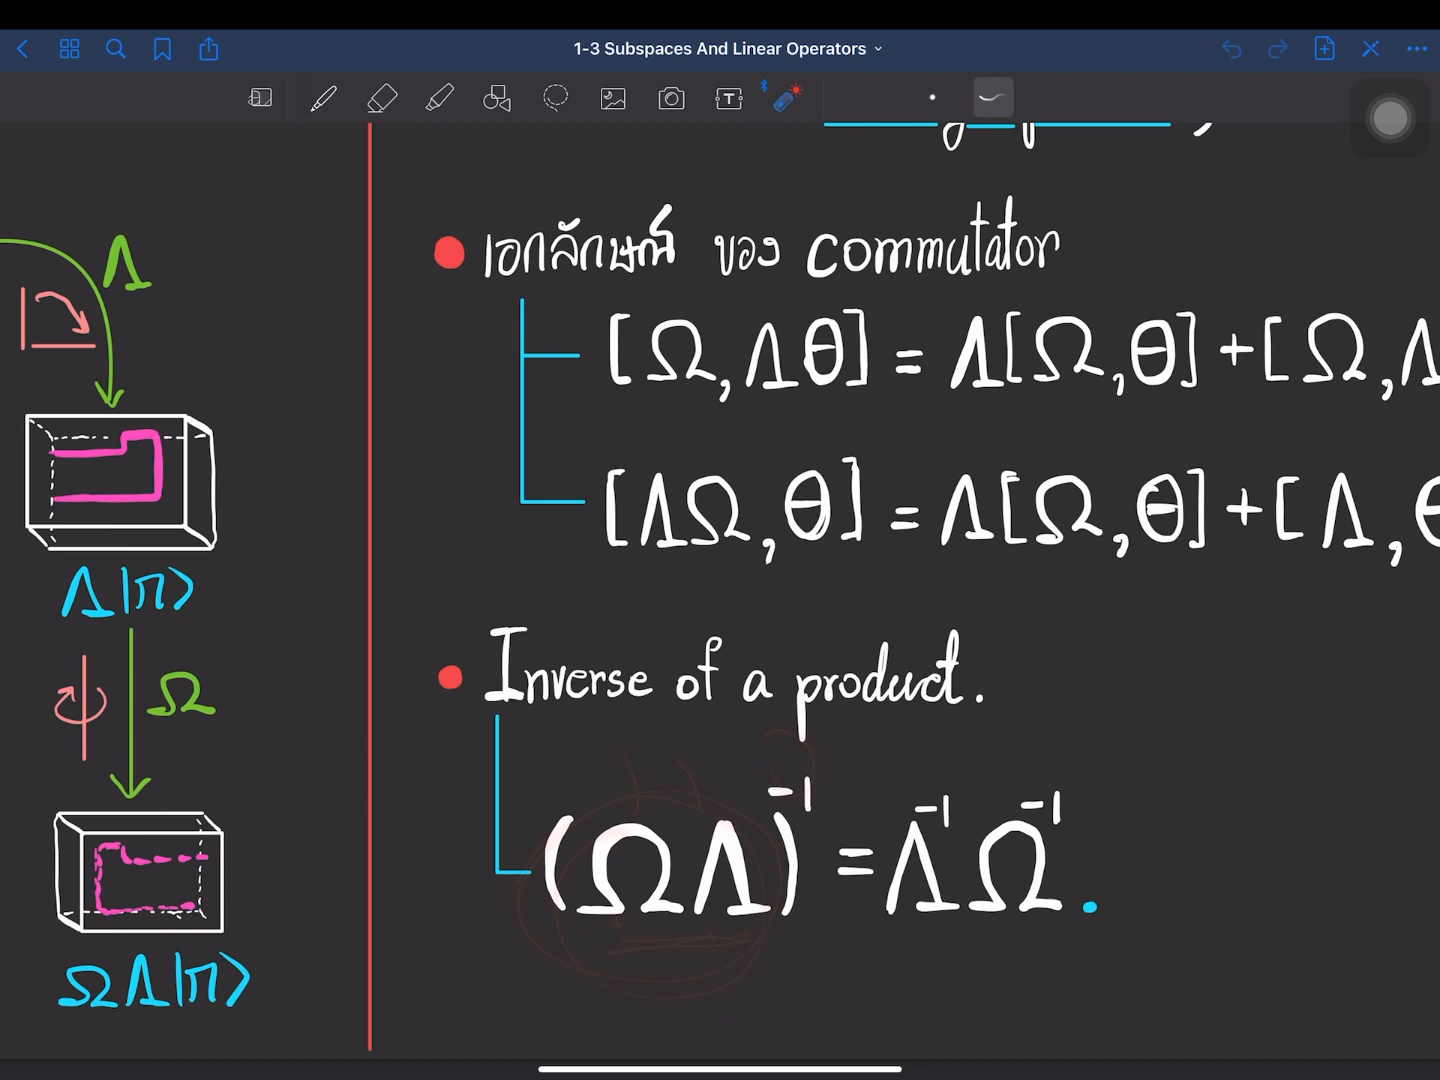 1-3 Subspaces And Linear Operators
T
Λ
Λ|n⟩
Ω
ΩΛ|n⟩
เอกลักษณ์ ของ commutator
[Ω,Λθ] = Λ[Ω,θ] + [Ω,Λ
[ΛΩ,θ] = Λ[Ω,θ] + [Λ,θ
Inverse of a product.
(ΩΛ)⁻¹ = Λ⁻¹Ω⁻¹.